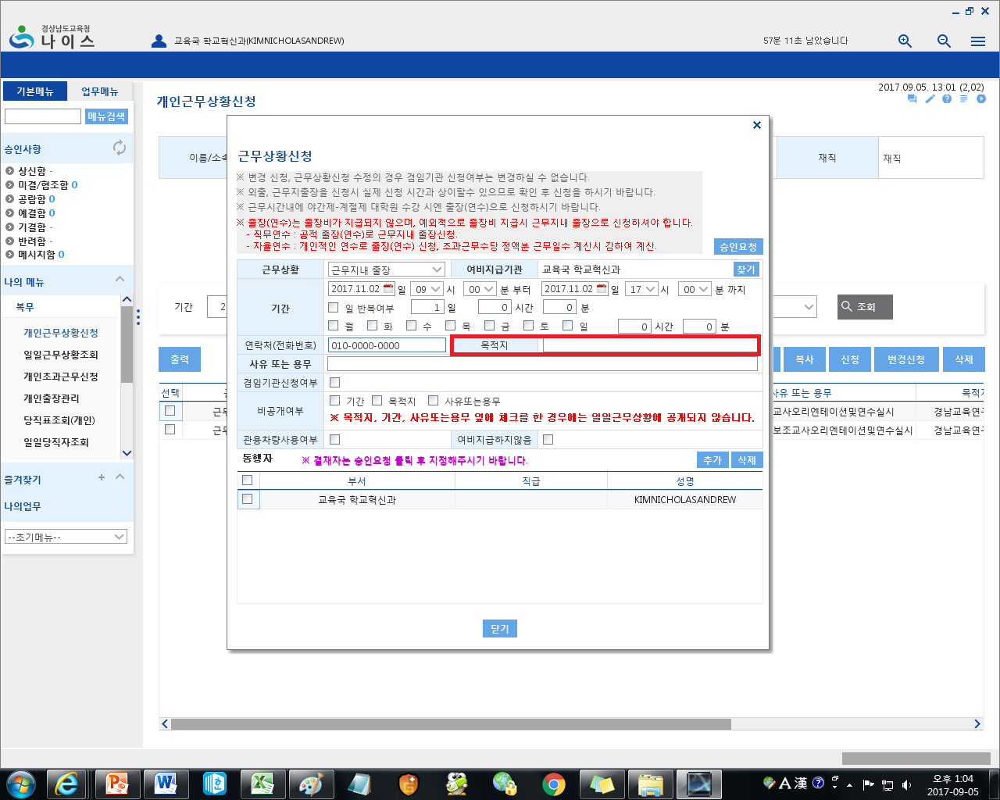 경상남도교육청
나이스
교육국 학교혁신과(KIMNICHOLASANDREW)
57분 11초 남았습니다
기본메뉴 업무메뉴
메뉴검색
승인사항
상신함 -
미결/협조함 0
공람함 0
예결함 0
기결함 -
반려함 -
메시지함 0
나의 메뉴
복무
개인근무상황신청
일일근무상황조회
개인초과근무신청
개인출장관리
당직표조회(개인)
일일당직자조회
즐겨찾기 +
나의업무
--초기메뉴--
2017.09.05. 13:01 (2,02)
개인근무상황신청
이름/소속
재직 재직
기간 2
조회
출력
복사 신청 변경신청 삭제
선택
사유 또는 용무
교사오리엔테이션및연수실시 경남교육연구
보조교사오리엔테이션및연수실시 경남교육연구
근무상황신청
※ 변경 신청, 근무상황신청 수정의 경우 겸임기관 신청여부는 변경하실 수 없습니다.
※ 외출, 근무지출장을 신청시 실제 신청 시간과 상이할수 있으므로 확인 후 신청을 하시기 바랍니다.
※ 근무시간내에 야간제-계절제 대학원 수강 시엔 출장(연수)으로 신청하시기 바랍니다.
※ 출장(연수)는 출장비가 지급되지 않으며, 예외적으로 출장비 지급시 근무지내 출장으로 신청하셔야 합니다.
- 직무연수 : 공적 출장(연수)로 근무지내 출장신청.
- 자율연수 : 개인적인 연수로 출장(연수) 신청, 초과근무수당 정액분 근무일수 계산시 감하여 계산.
승인요청
근무상황 근무지내 출장 여비지급기관 교육국 학교혁신과 찾기
기간 2017.11.02 일 09 시 00 분 부터 2017.11.02 일 17 시 00 분 까지
일 반복여부 1 일 0 시간 0 분
월 화 수 목 금 토 일 0 시간 0 분
연락처(전화번호) 010-0000-0000 목적지
사유 또는 용무
겸임기관신청여부
비공개여부 기간 목적지 사유또는용무
※ 목적지, 기간, 사유또는용무 옆에 체크를 한 경우에는 일일근무상황에 공개되지 않습니다.
관용차량사용여부 여비지급하지않음
동행자 ※ 결재자는 승인요청 클릭 후 지정해주시기 바랍니다. 추가 삭제
부서 직급 성명
교육국 학교혁신과 KIMNICHOLASANDREW
닫기
A 漢
오후 1:04
2017-09-05